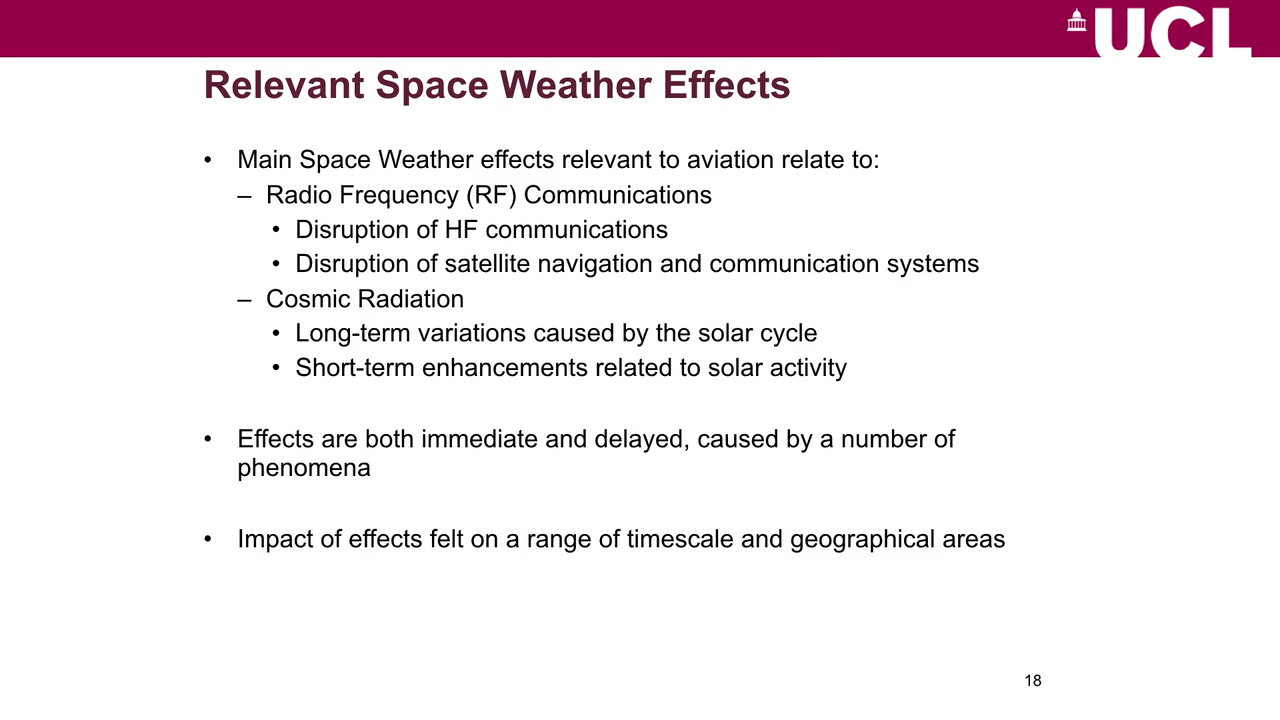 UCL
Relevant Space Weather Effects
• Main Space Weather effects relevant to aviation relate to:
– Radio Frequency (RF) Communications
• Disruption of HF communications
• Disruption of satellite navigation and communication systems
– Cosmic Radiation
• Long-term variations caused by the solar cycle
• Short-term enhancements related to solar activity
• Effects are both immediate and delayed, caused by a number of
phenomena
• Impact of effects felt on a range of timescale and geographical areas
18